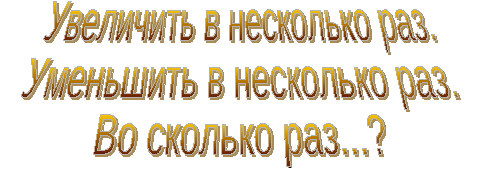 Увеличить в несколько раз.
Уменьшить в несколько раз.
Во сколько раз...?